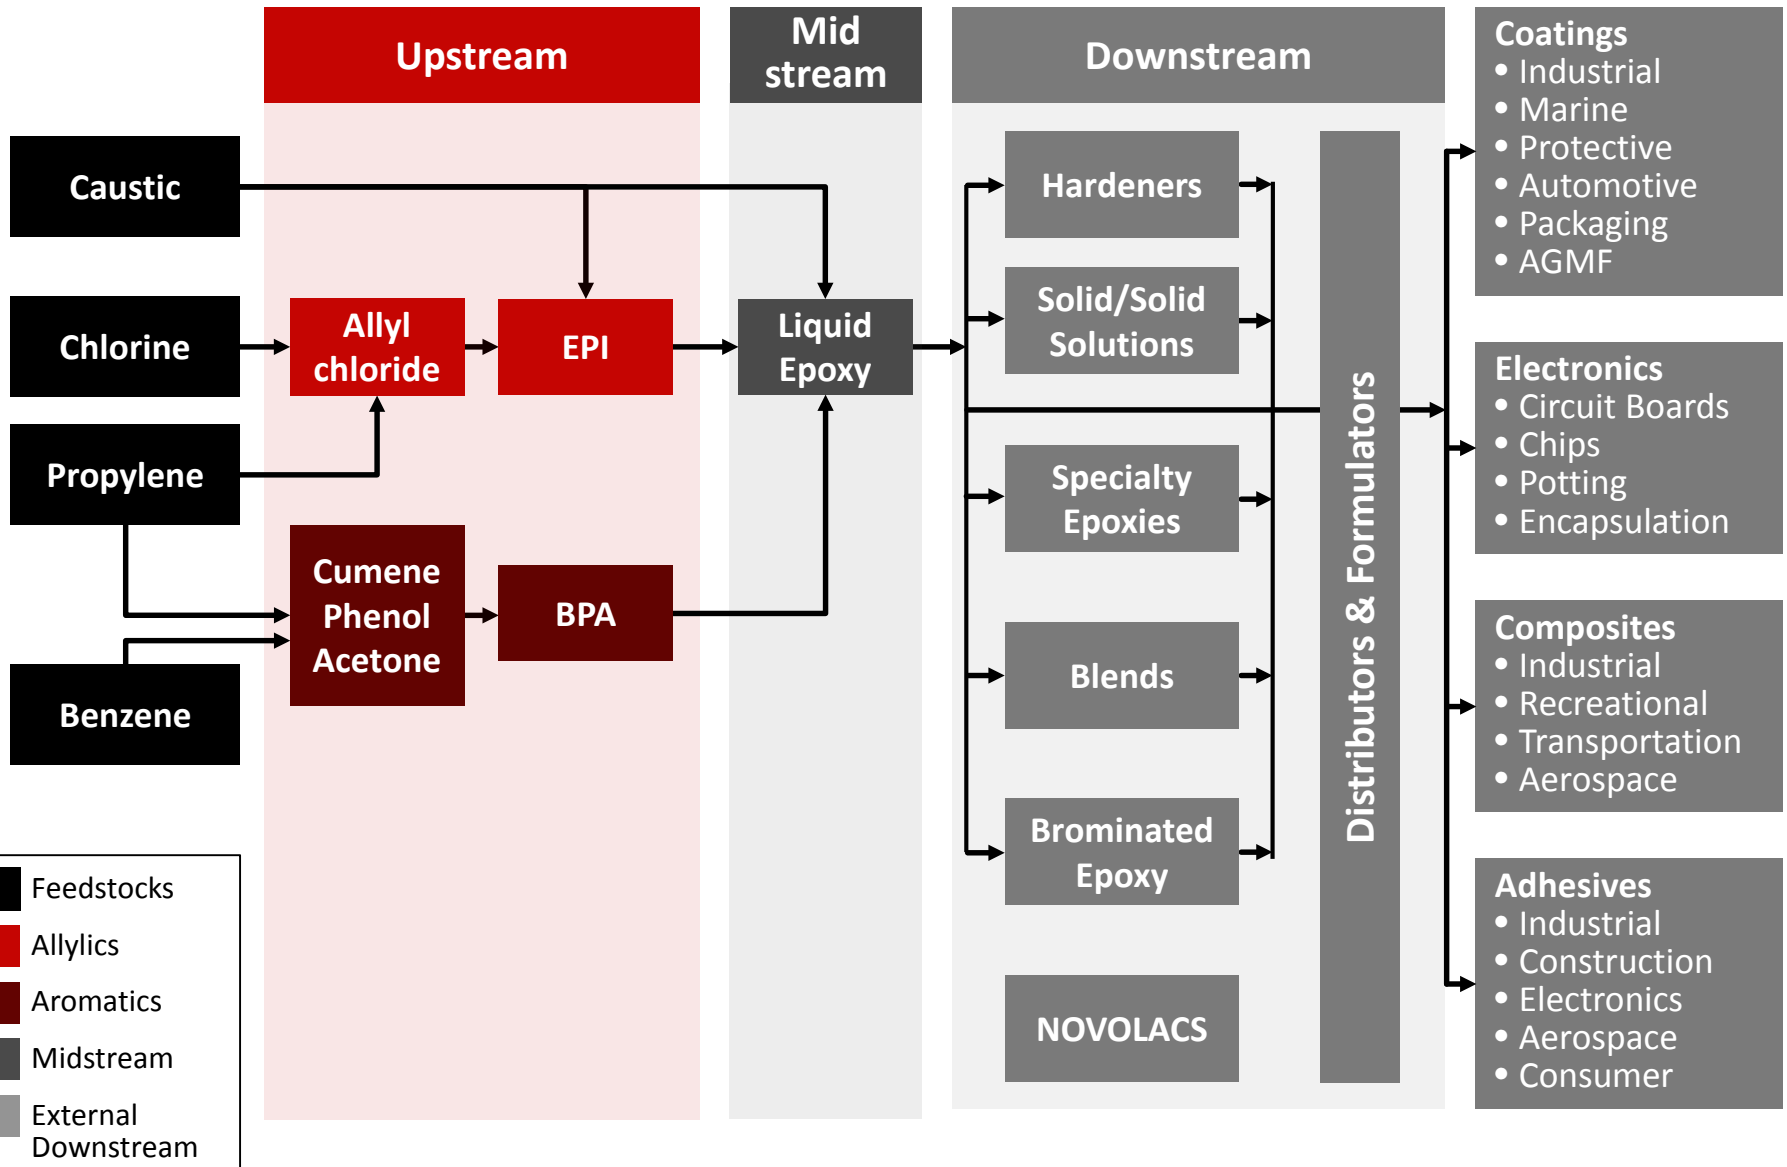 Upstream
Mid
stream
Downstream
Caustic
Chlorine
Propylene
Benzene
Allyl
chloride
EPI
Cumene
Phenol
Acetone
BPA
Liquid
Epoxy
Hardeners
Solid/Solid
Solutions
Specialty
Epoxies
Blends
Brominated
Epoxy
NOVOLACS
Distributors & Formulators
Coatings
• Industrial
• Marine
• Protective
• Automotive
• Packaging
• AGMF
Electronics
• Circuit Boards
• Chips
• Potting
• Encapsulation
Composites
• Industrial
• Recreational
• Transportation
• Aerospace
Adhesives
• Industrial
• Construction
• Electronics
• Aerospace
• Consumer
Feedstocks
Allylics
Aromatics
Midstream
External
Downstream